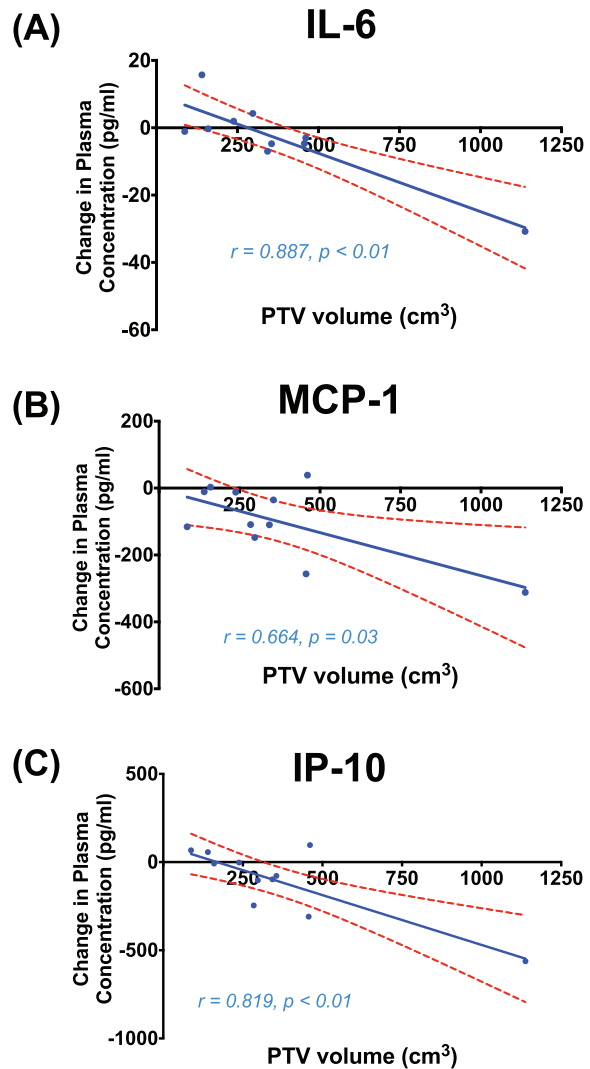 (A)
IL-6
Change in Plasma
Concentration (pg/ml)
20
0
-20
-40
-60
250
500
750
1000
1250
r = 0.887, p < 0.01
PTV volume (cm³)
(B)
MCP-1
Change in Plasma
Concentration (pg/ml)
200
0
-200
-400
-600
250
500
750
1000
1250
r = 0.664, p = 0.03
PTV volume (cm³)
(C)
IP-10
Change in Plasma
Concentration (pg/ml)
500
0
-500
-1000
250
500
750
1000
1250
r = 0.819, p < 0.01
PTV volume (cm³)